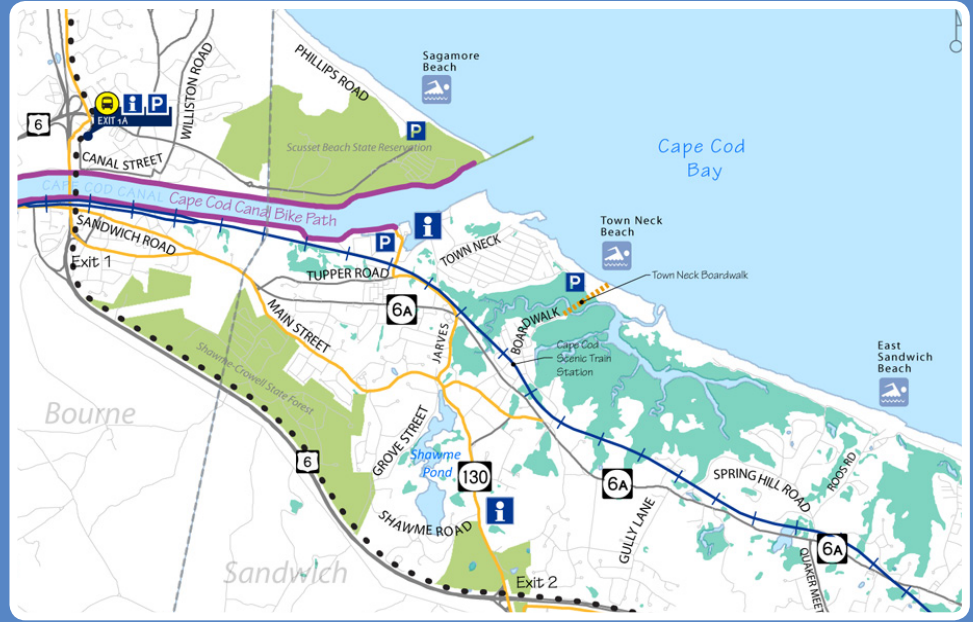 PHILLIPS ROAD
Sagamore
Beach
WILLISTON ROAD
i
P
EXIT 1A
6
P
CANAL STREET
Scusset Beach State Reservation
Cape Cod
Bay
CAPE COD CANAL
Cape Cod Canal Bike Path
SANDWICH ROAD
Exit 1
i
P
TOWN NECK
Town Neck
Beach
TUPPER ROAD
P
Town Neck Boardwalk
6A
MAIN STREET
JARVES
BOARDWALK
Cape Cod
Scenic Train
Station
East
Sandwich
Beach
Shawme-Crowell State Forest
Bourne
GROVE STREET
Shawme
Pond
6
130
6A
SPRING HILL ROAD
ROOS RD
i
SHAWME ROAD
GULLY LANE
6A
QUAKER MEET
Sandwich
Exit 2